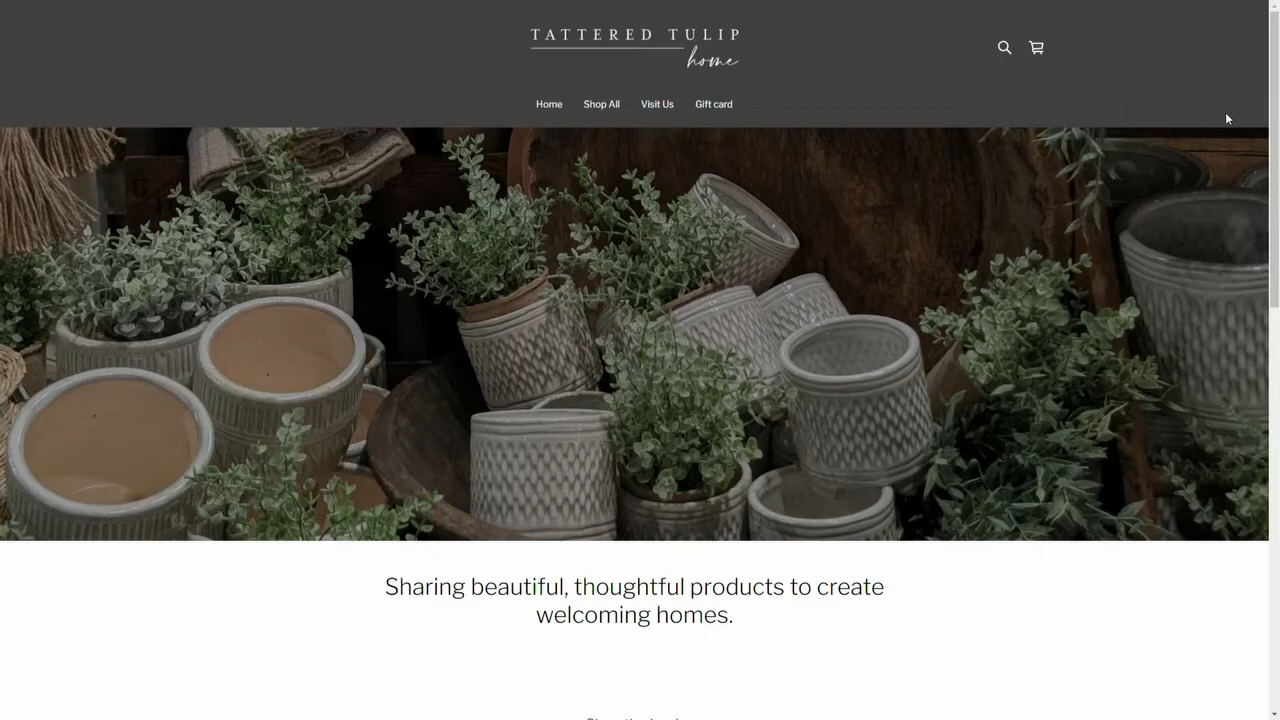 TATTERED TULIP
home
Home Shop All Visit Us Gift card
Sharing beautiful, thoughtful products to create
welcoming homes.